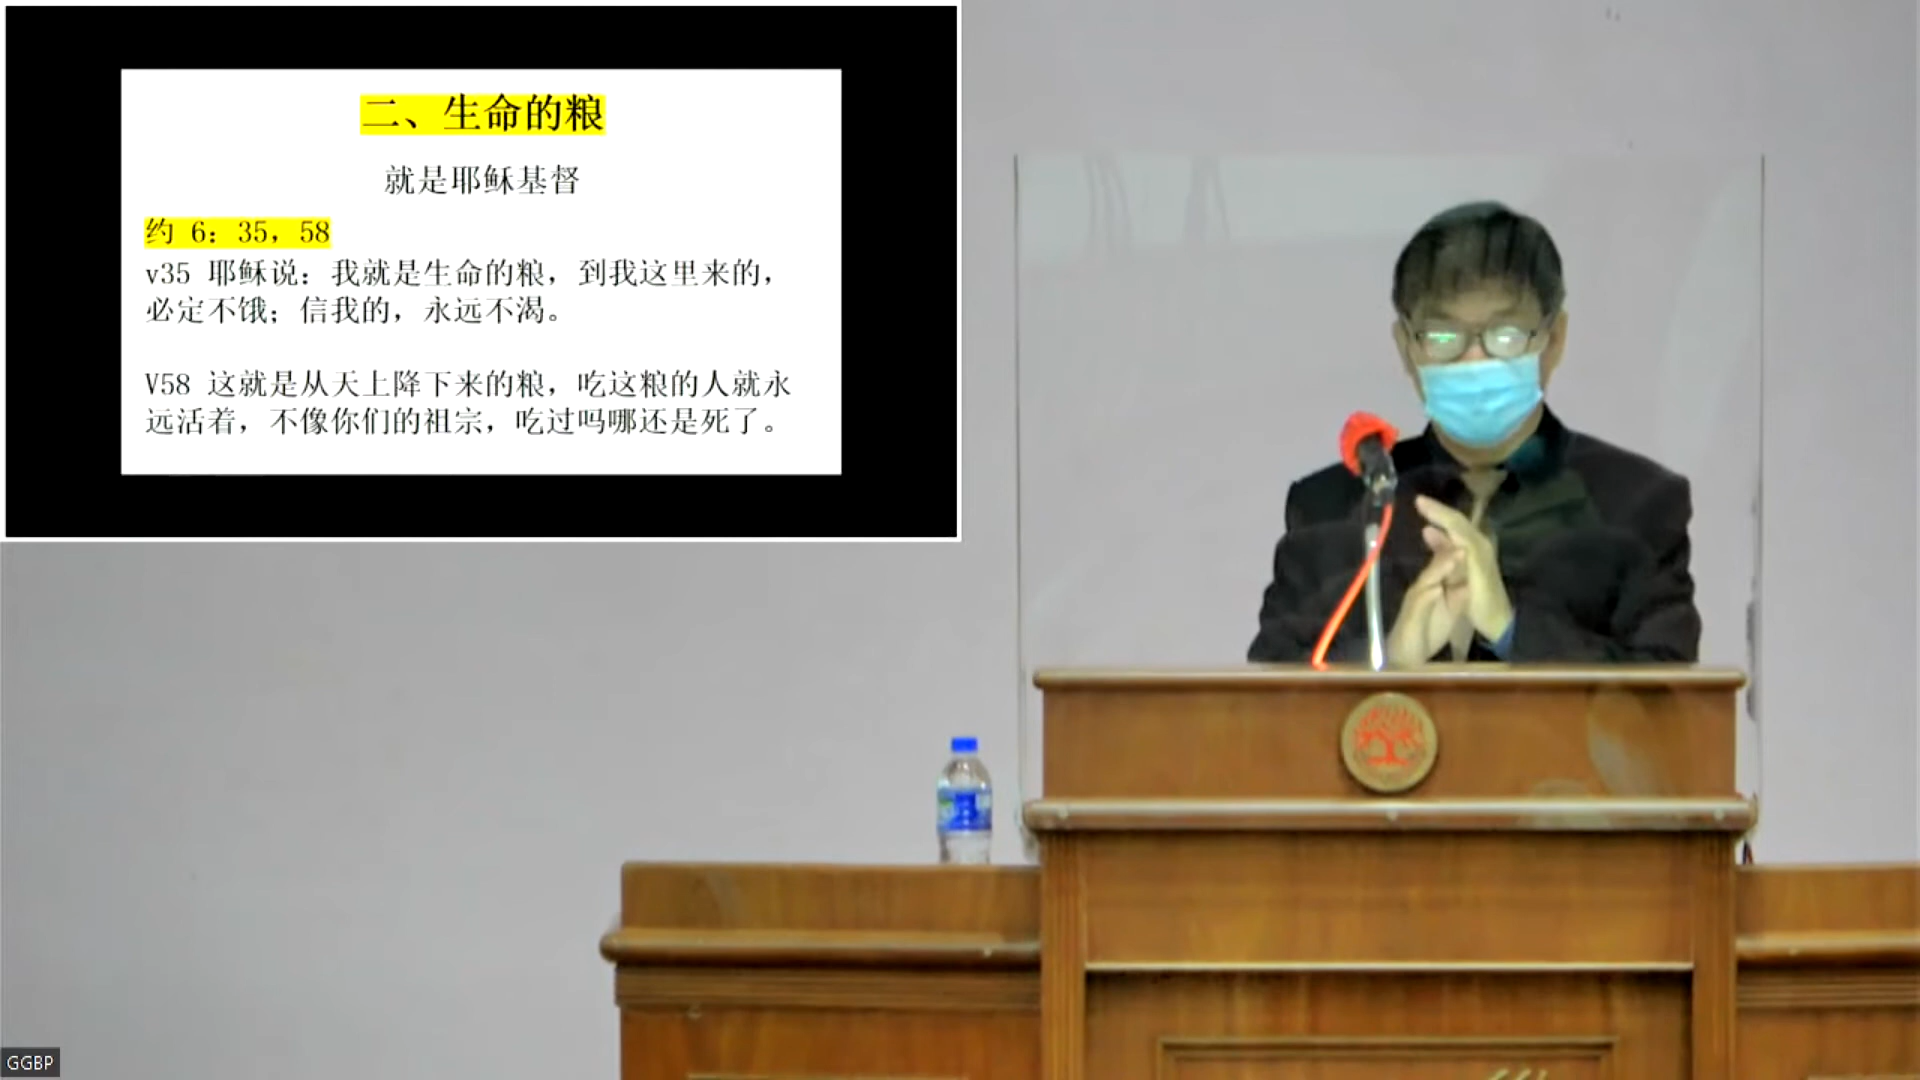 二、生命的粮
就是耶稣基督
约 6：35，58
v35 耶稣说：我就是生命的粮，到我这里来的，
必定不饿；信我的，永远不渴。
V58 这就是从天上降下来的粮，吃这粮的人就永
远活着，不像你们的祖宗，吃过吗哪还是死了。
GGBP